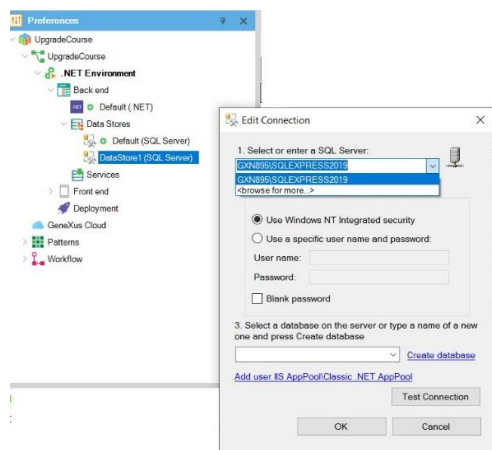 Preferences
UpgradeCourse
UpgradeCourse
.NET Environment
Back end
Default (.NET)
Data Stores
Default (SQL Server)
DataStore1 (SQL Server)
Services
Front end
Deployment
GeneXus Cloud
Patterns
Workflow
Edit Connection
1. Select or enter a SQL Server:
GXN895\SQLEXPRESS2019
GXN895\SQLEXPRESS2019
<browse for more..>
Use Windows NT Integrated security
Use a specific user name and password:
User name:
Password:
Blank password
3. Select a database on the server or type a name of a new
one and press Create database
Create database
Add user IIS AppPool\Classic .NET AppPool
Test Connection
OK
Cancel